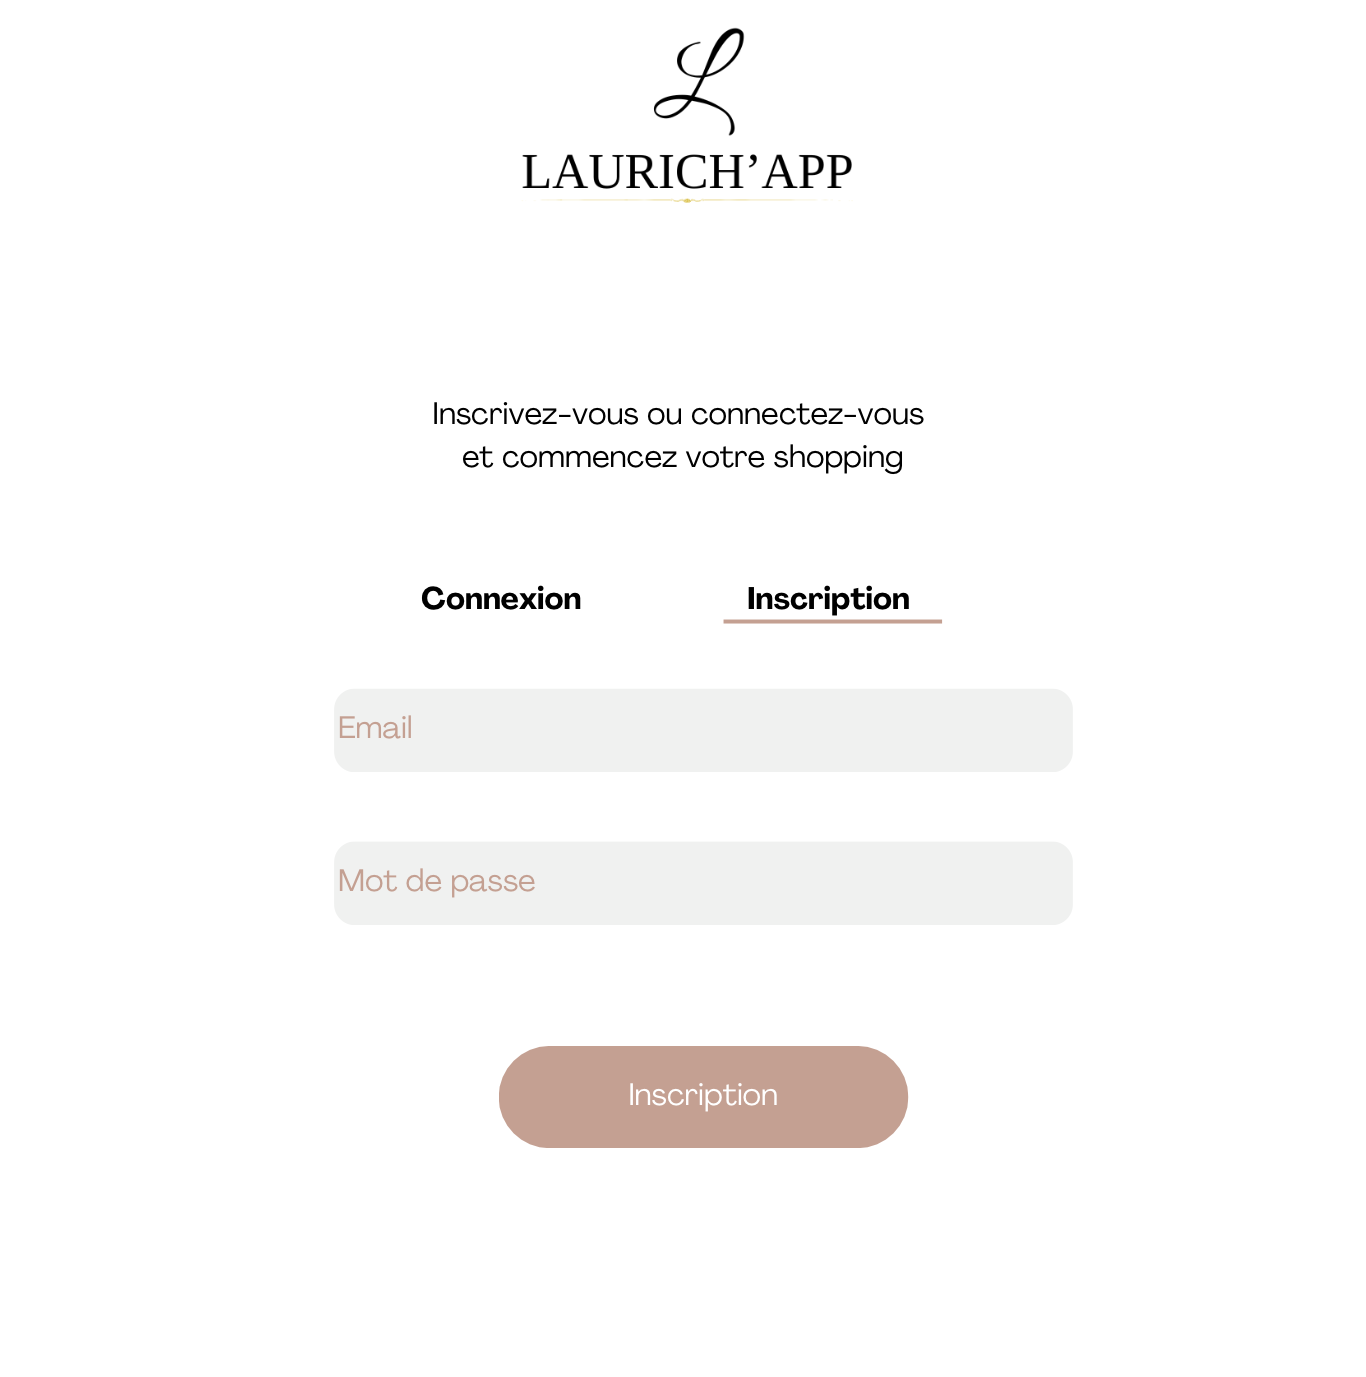 L
LAURICH’APP
Inscrivez-vous ou connectez-vous
et commencez votre shopping
Connexion Inscription
Email
Mot de passe
Inscription